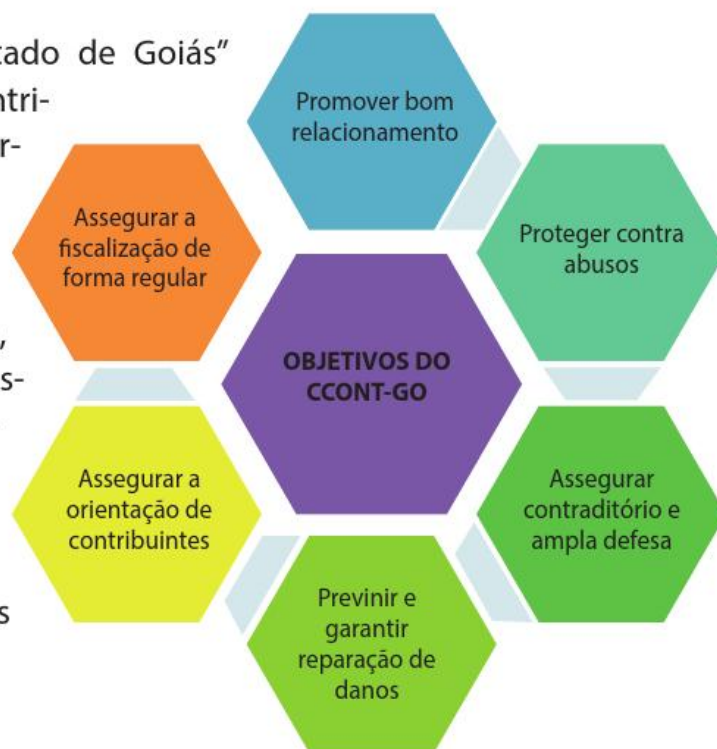 tado de Goiás”
ntri-
r-
,
s-
s
Promover bom
relacionamento
Proteger contra
abusos
Assegurar
contraditório e
ampla defesa
Previnir e
garantir
reparação de
danos
Assegurar a
orientação de
contribuintes
Assegurar a
fiscalização de
forma regular
OBJETIVOS DO
CCONT-GO